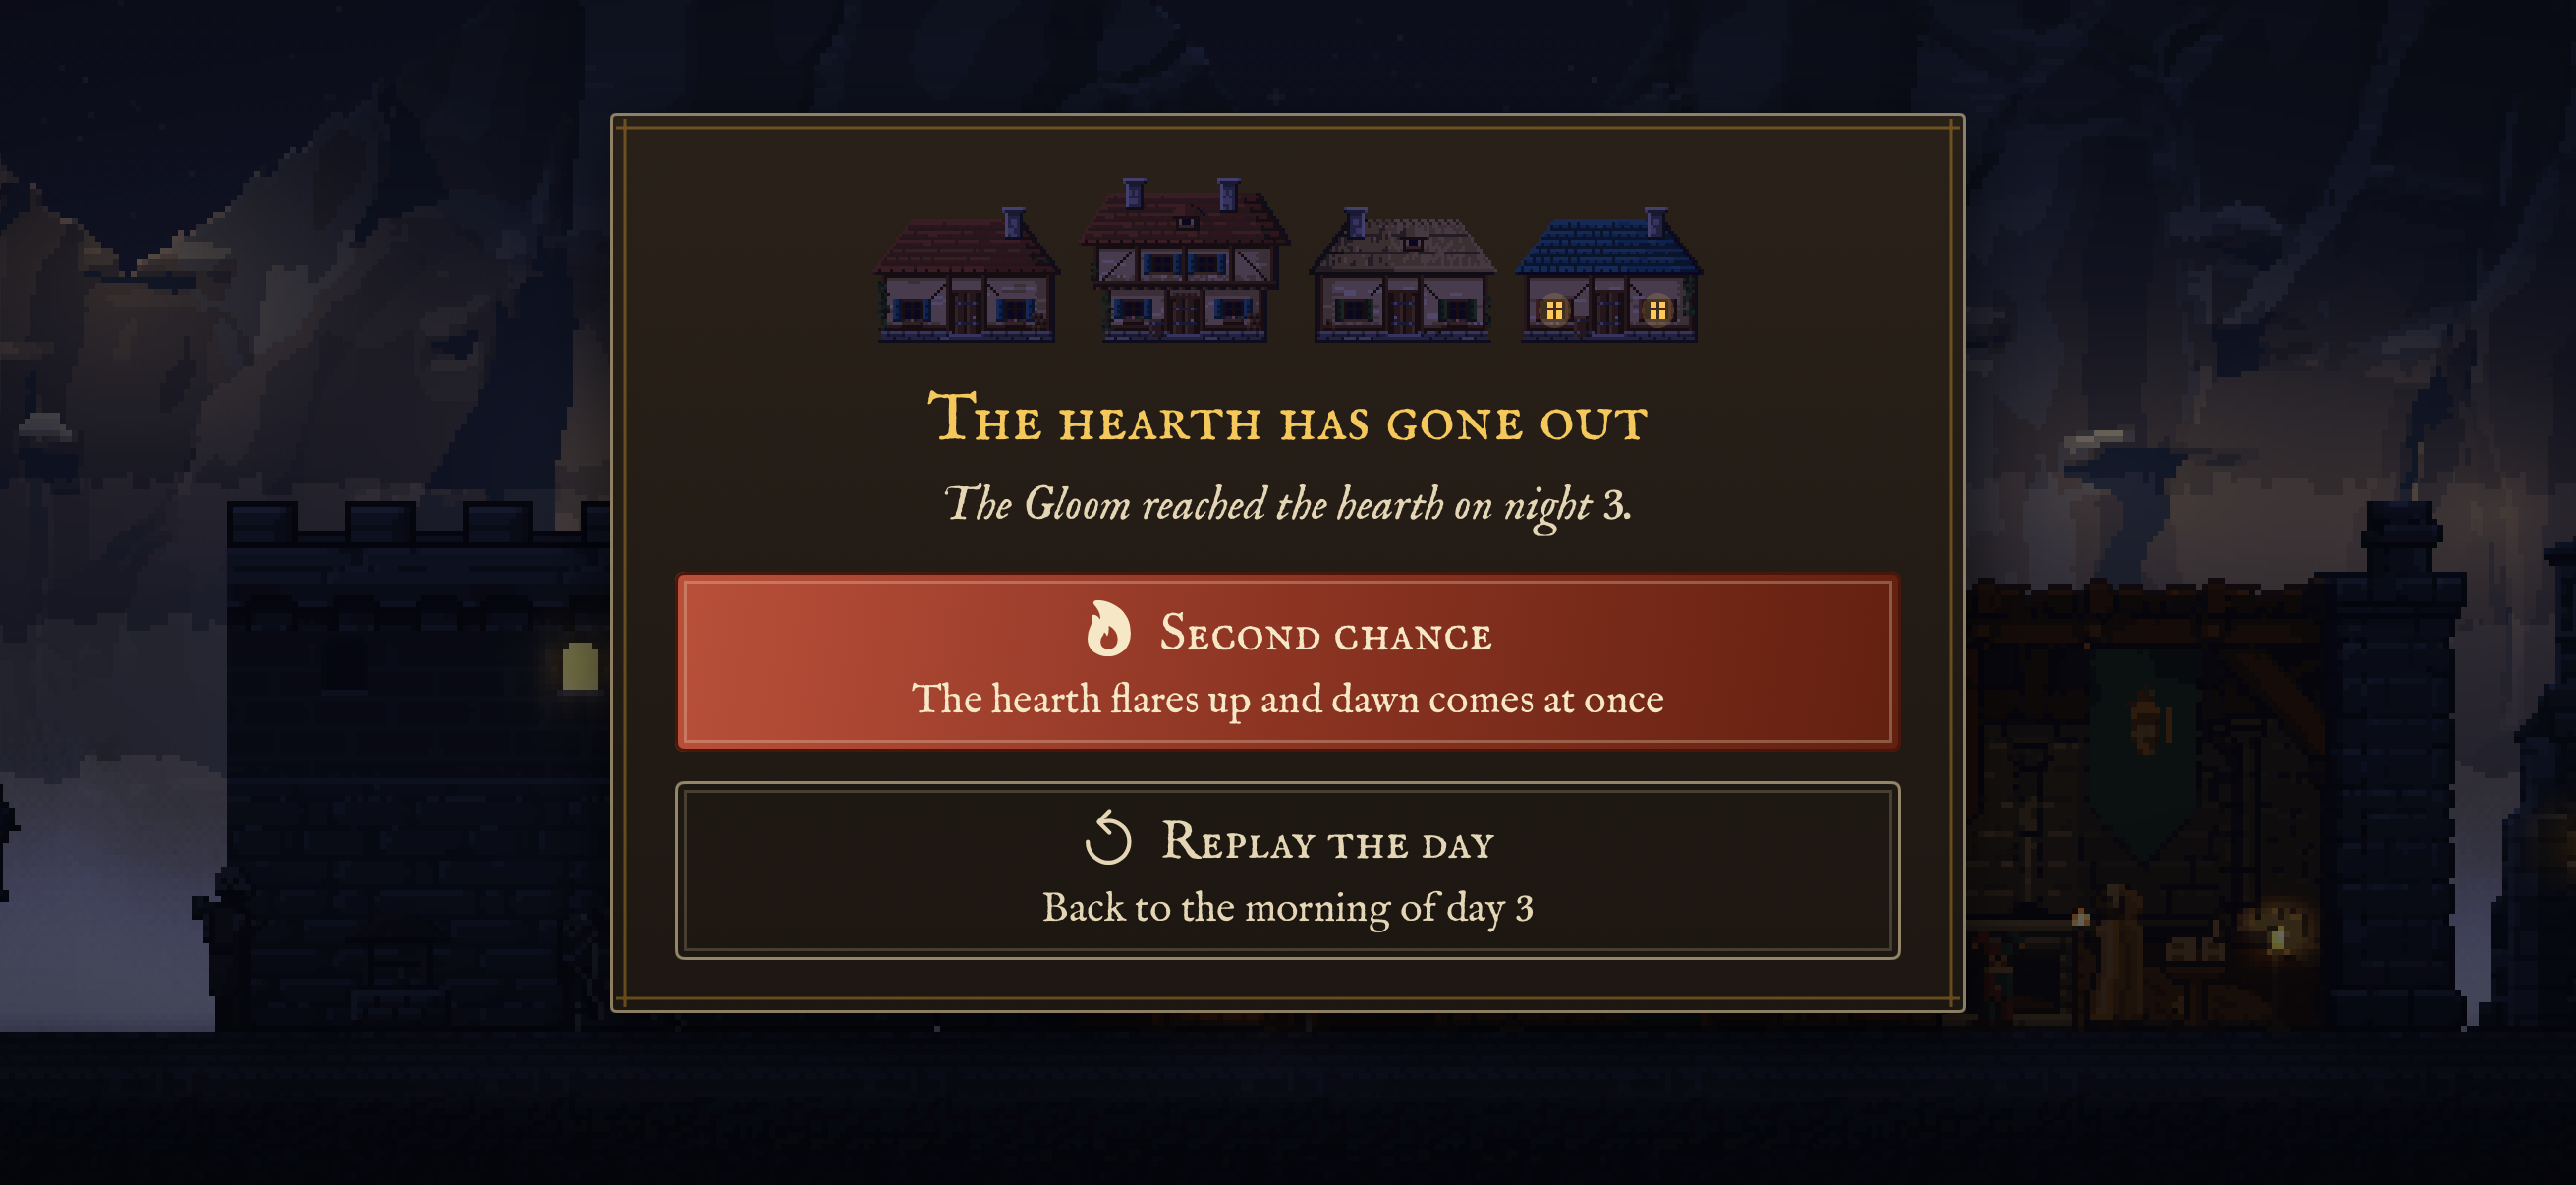 The hearth has gone out
The Gloom reached the hearth on night 3.
Second chance
The hearth flares up and dawn comes at once
Replay the day
Back to the morning of day 3